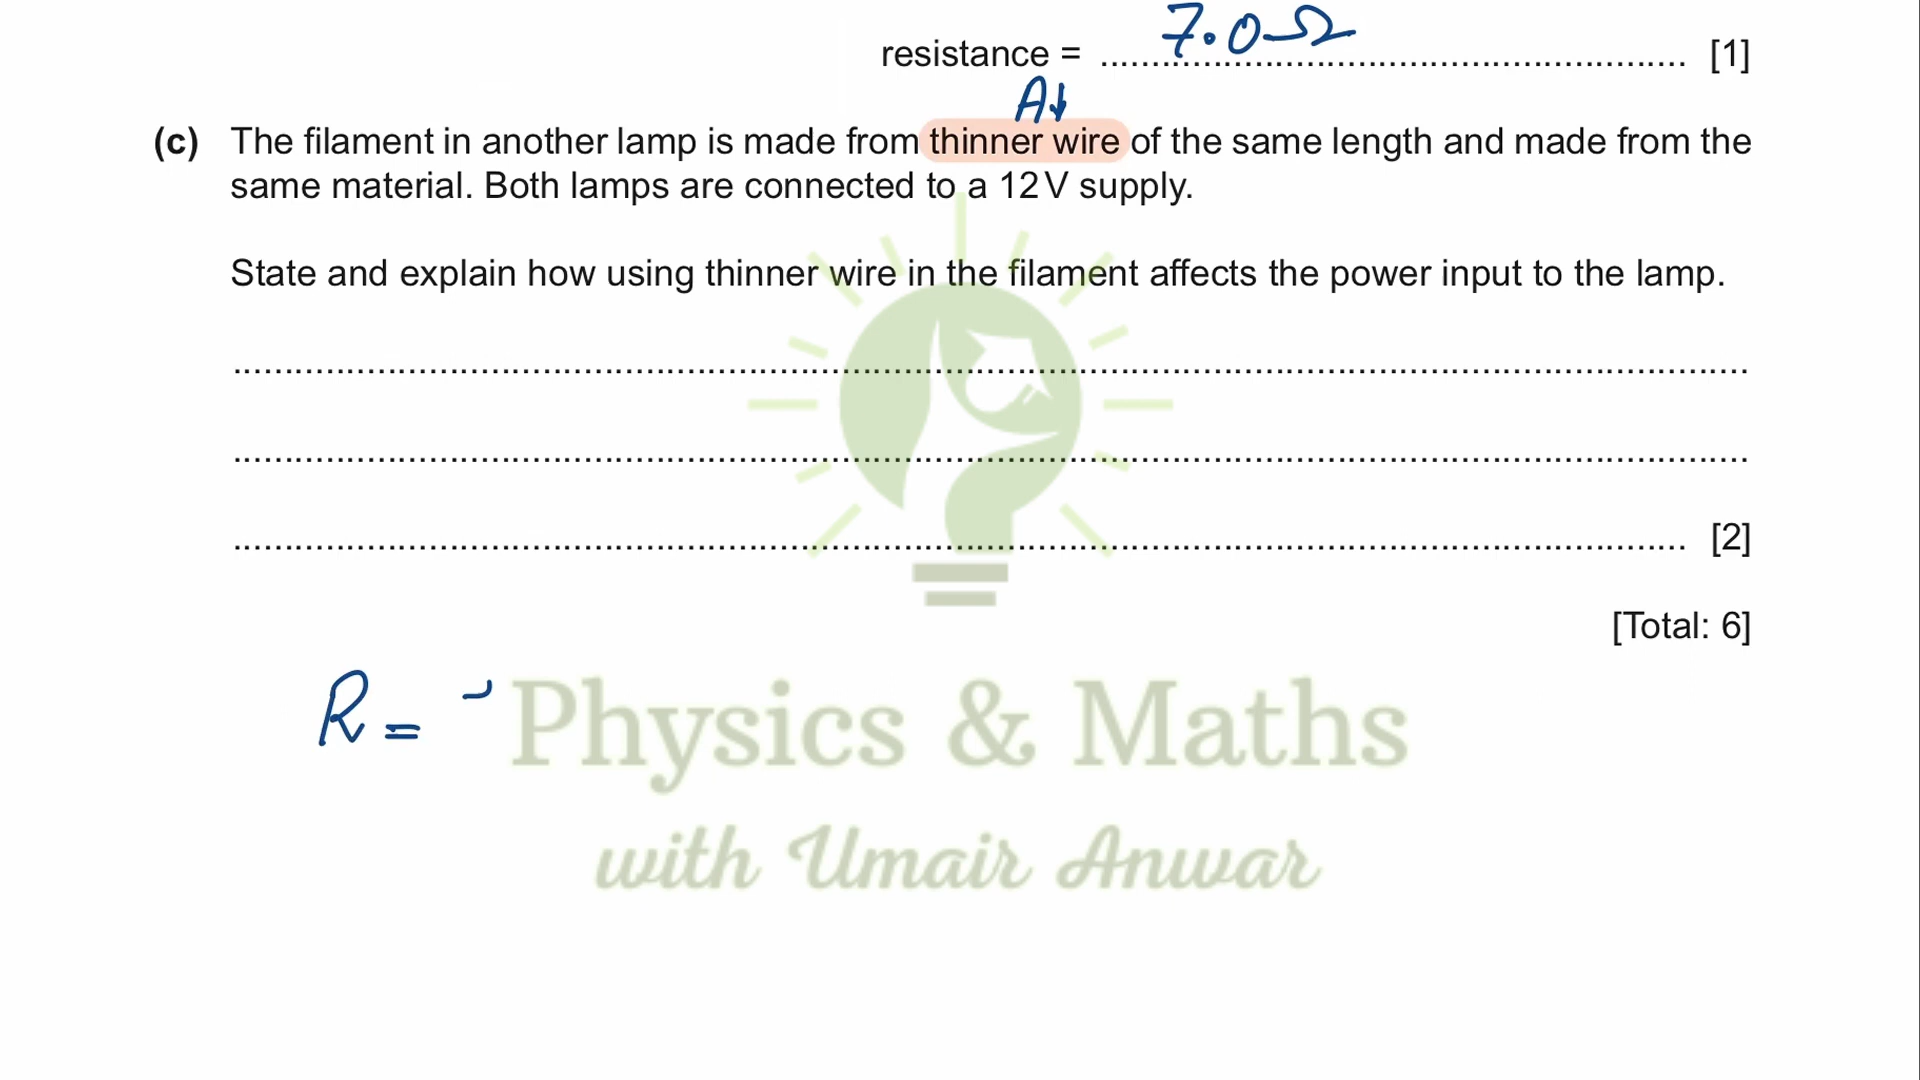 7.0Ω
resistance = ........................................................ [1]
A↓
(c) The filament in another lamp is made from thinner wire of the same length and made from the
same material. Both lamps are connected to a 12 V supply.
State and explain how using thinner wire in the filament affects the power input to the lamp.
................................................................................................................................................
................................................................................................................................................
.......................................................................................................................................... [2]
[Total: 6]
R =
Physics & Maths
with Umair Anwar